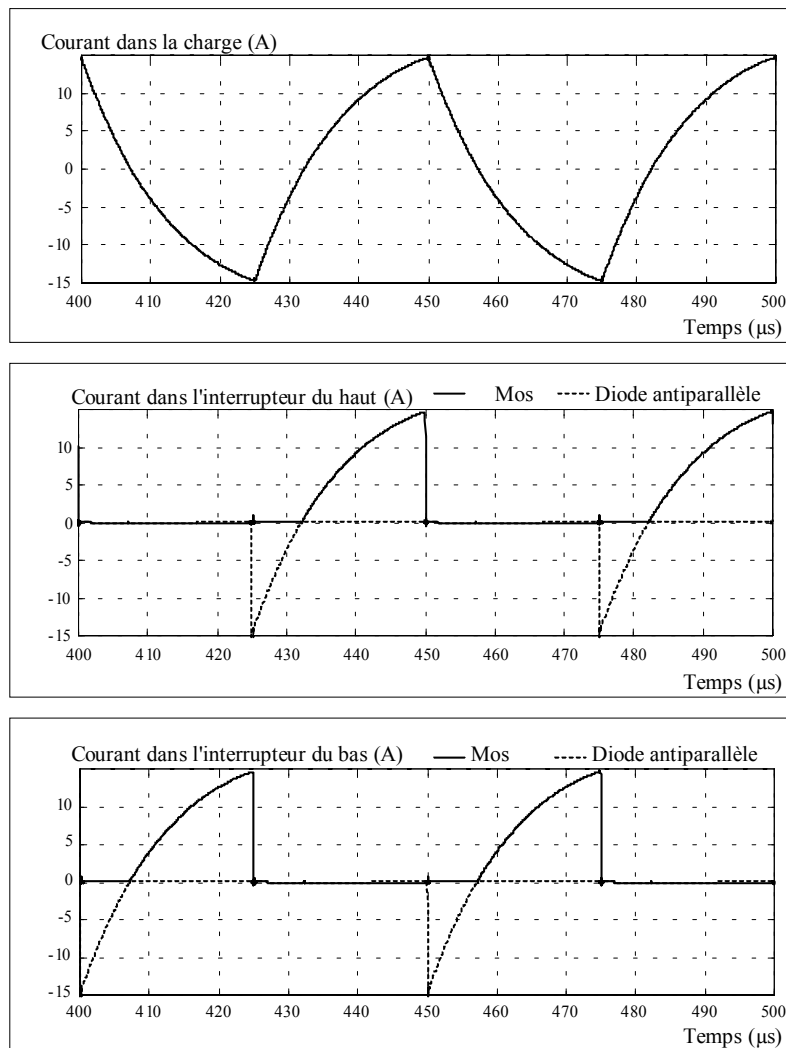 Courant dans la charge (A)
10
5
0
-5
-10
-15
400 410 420 430 440 450 460 470 480 490 500
Temps (μs)
Courant dans l'interrupteur du haut (A) Mos Diode antiparallèle
10
5
0
-5
-10
-15
400 410 420 430 440 450 460 470 480 490 500
Temps (μs)
Courant dans l'interrupteur du bas (A) Mos Diode antiparallèle
10
5
0
-5
-10
-15
400 410 420 430 440 450 460 470 480 490 500
Temps (μs)